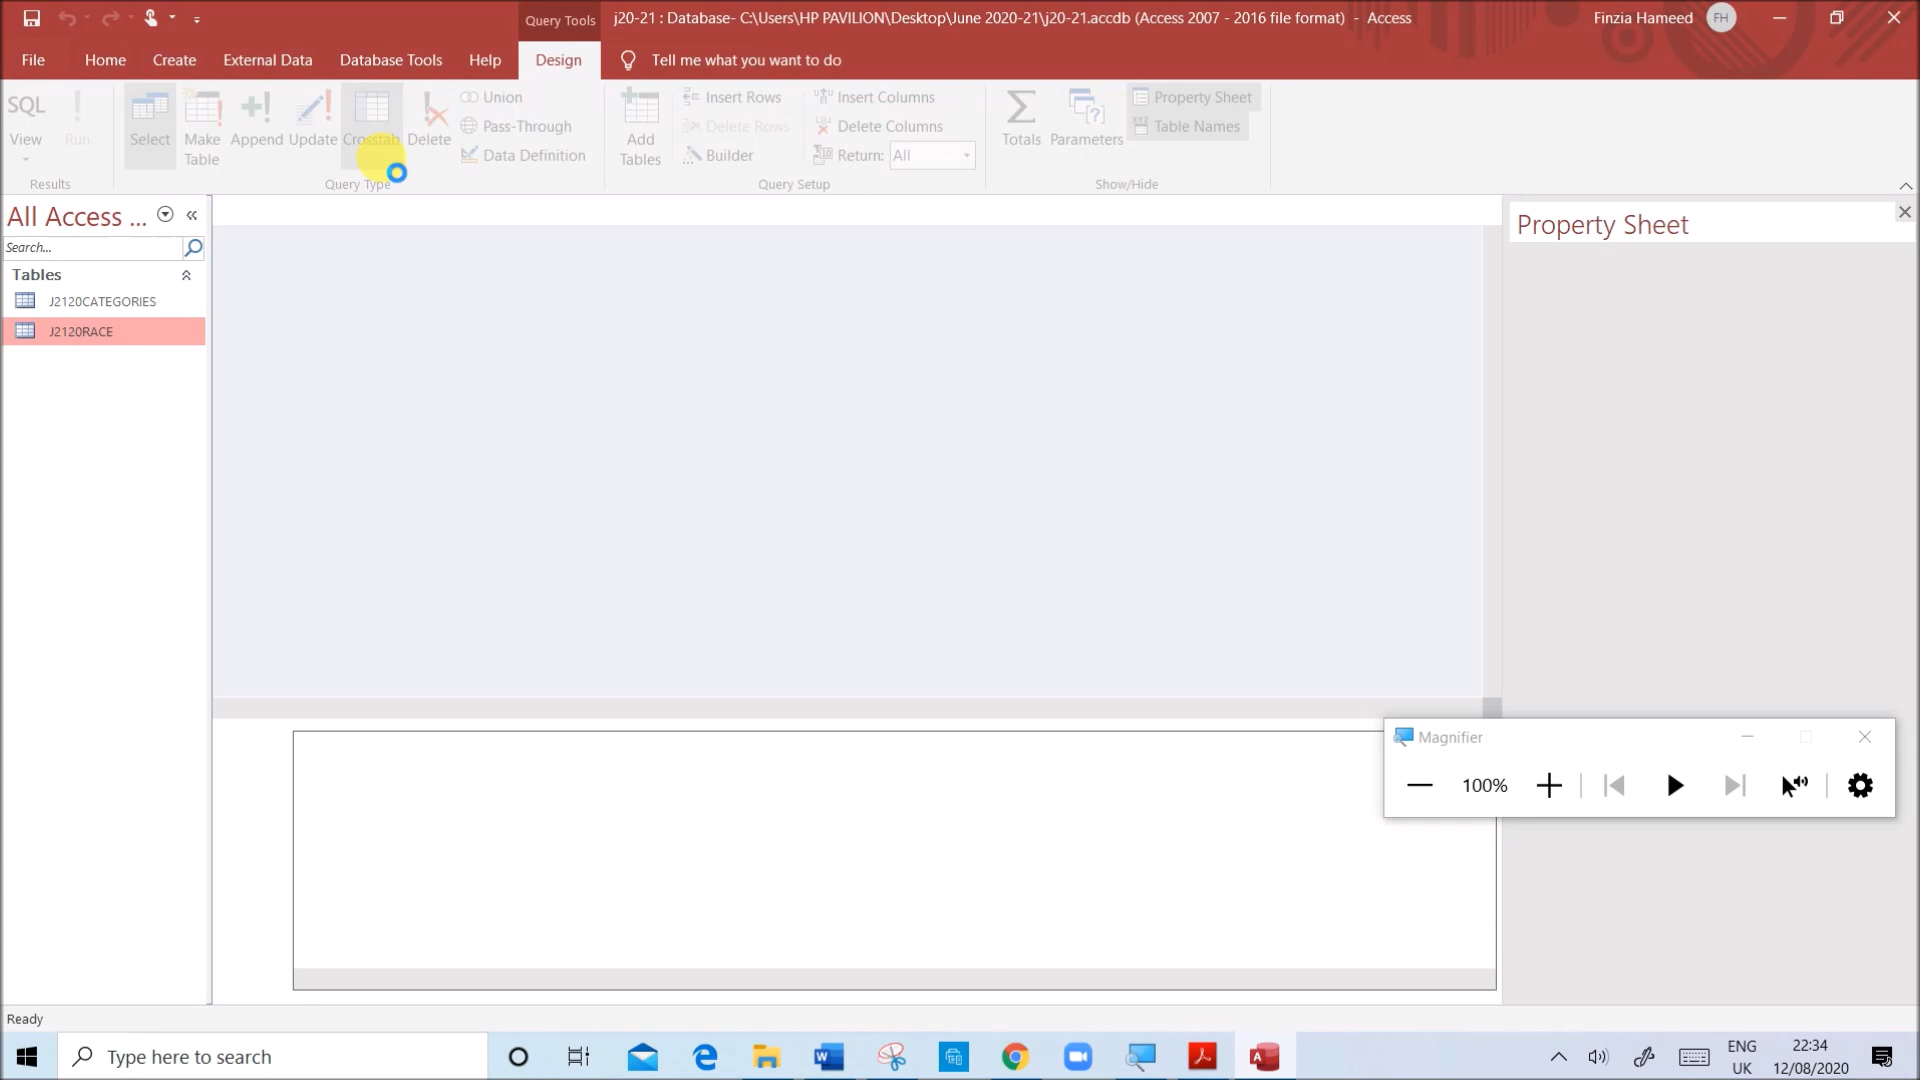 Query Tools
j20-21 : Database- C:\Users\HP PAVILION\Desktop\June 2020-21\j20-21.accdb (Access 2007 - 2016 file format) - Access
Finzia Hameed
FH
File
Home
Create
External Data
Database Tools
Help
Design
Tell me what you want to do
SQL
View
Run
Results
Select
Make Table
Append
Update
Crosstab
Delete
Union
Pass-Through
Data Definition
Query Type
Add Tables
Insert Rows
Delete Rows
Builder
Insert Columns
Delete Columns
Return: All
Query Setup
Totals
Parameters
Property Sheet
Table Names
Show/Hide
All Access ...
Search...
Tables
J2120CATEGORIES
J2120RACE
Property Sheet
Magnifier
100%
Ready
Type here to search
ENG
UK
22:34
12/08/2020